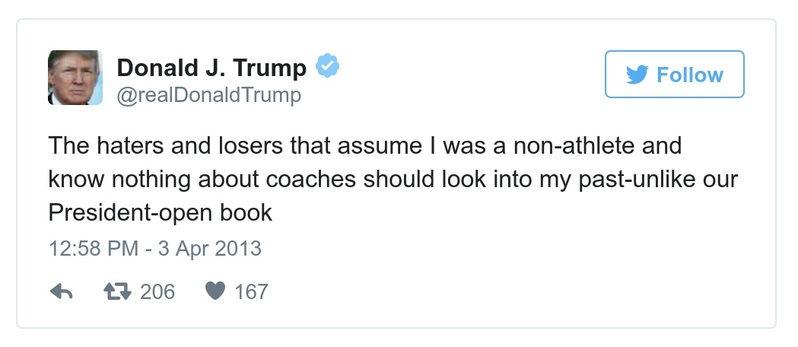 Donald J. Trump
@realDonaldTrump
Follow
The haters and losers that assume I was a non-athlete and
know nothing about coaches should look into my past-unlike our
President-open book
12:58 PM - 3 Apr 2013
206 167